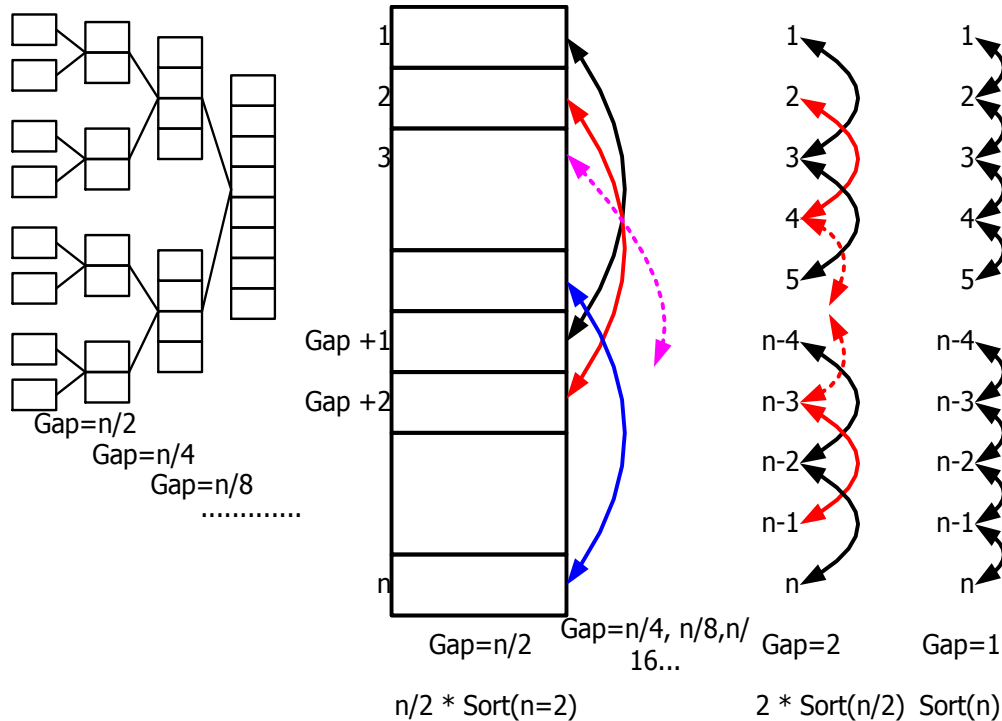 Gap=n/2
Gap=n/4
Gap=n/8
.............
1
2
3
Gap +1
Gap +2
n
Gap=n/2
n/2 * Sort(n=2)
Gap=n/4, n/8,n/
16...
1
2
3
4
5
n-4
n-3
n-2
n-1
n
Gap=2
2 * Sort(n/2)
1
2
3
4
5
n-4
n-3
n-2
n-1
n
Gap=1
Sort(n)